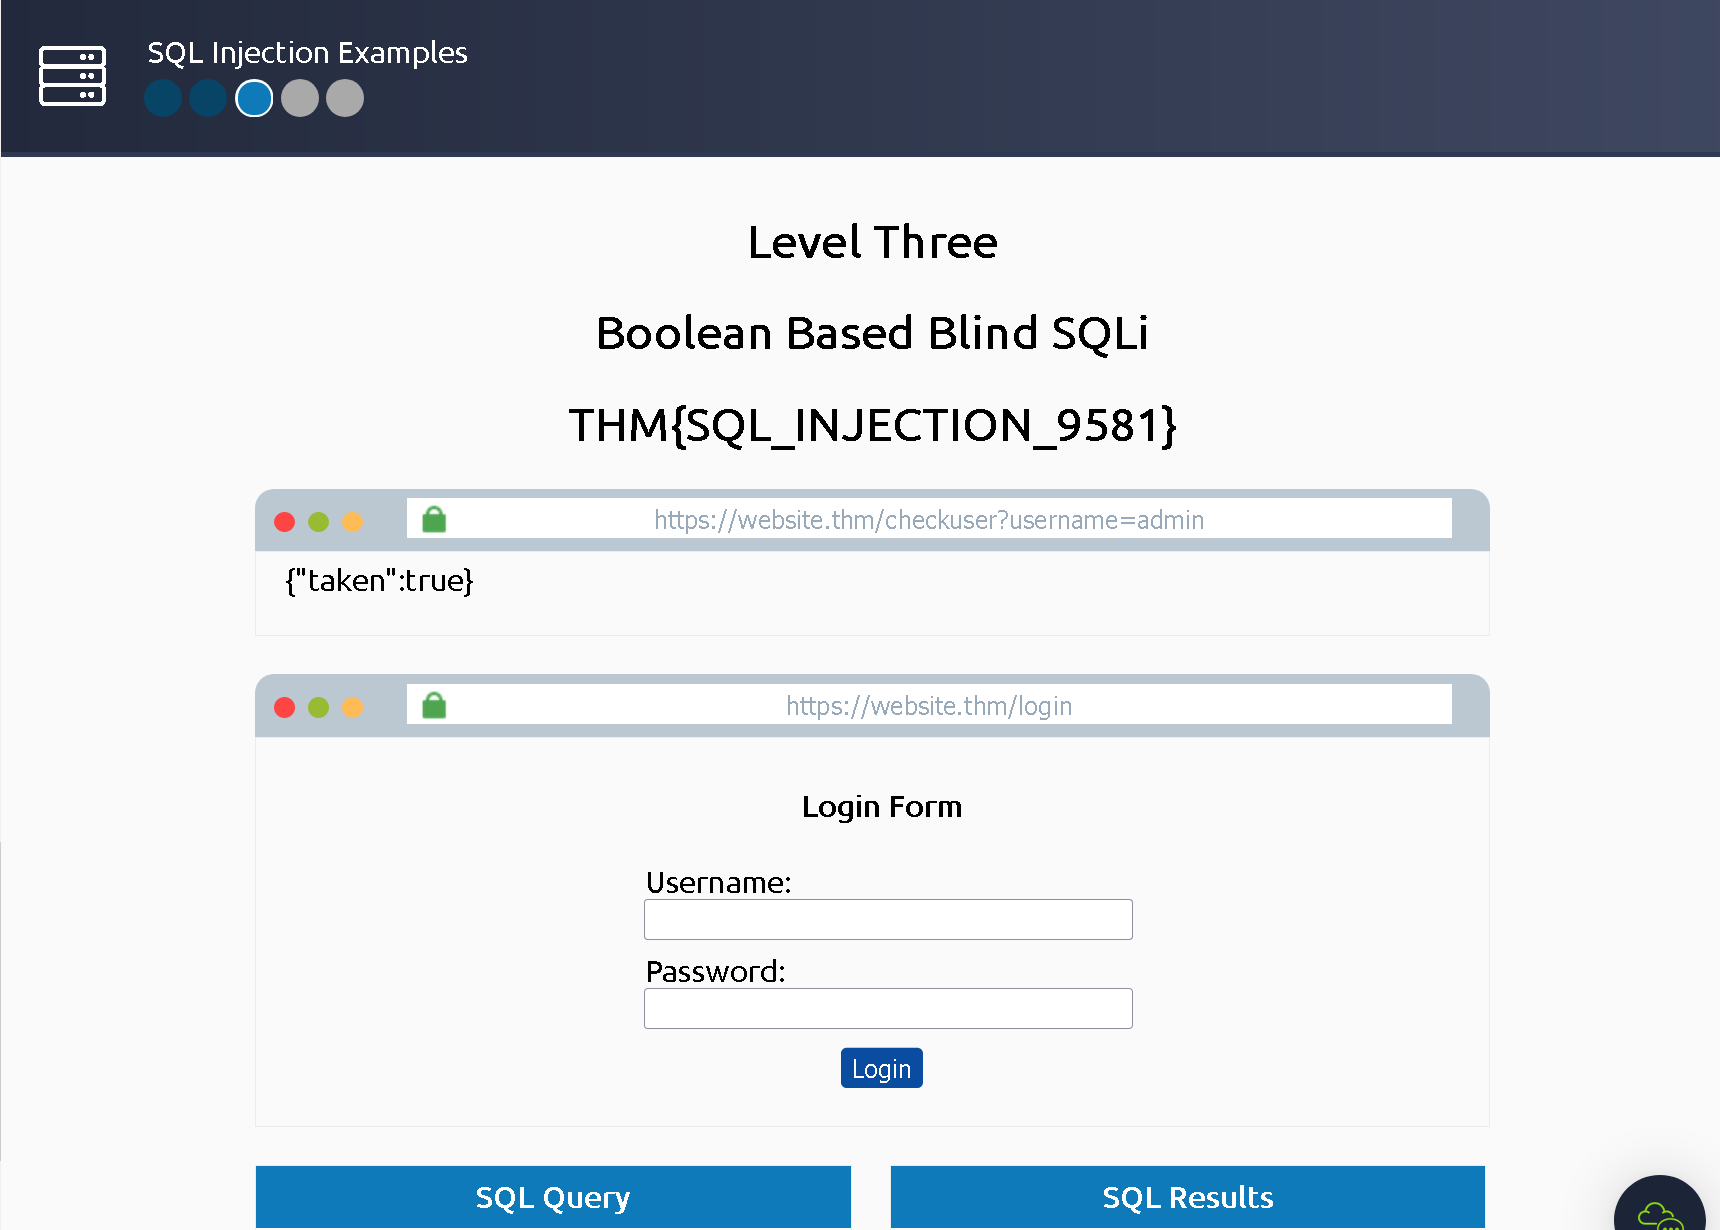 SQL Injection Examples
Level Three
Boolean Based Blind SQLi
THM{SQL_INJECTION_9581}
https://website.thm/checkuser?username=admin
{"taken":true}
https://website.thm/login
Login Form
Username:
Password:
Login
SQL Query
SQL Results